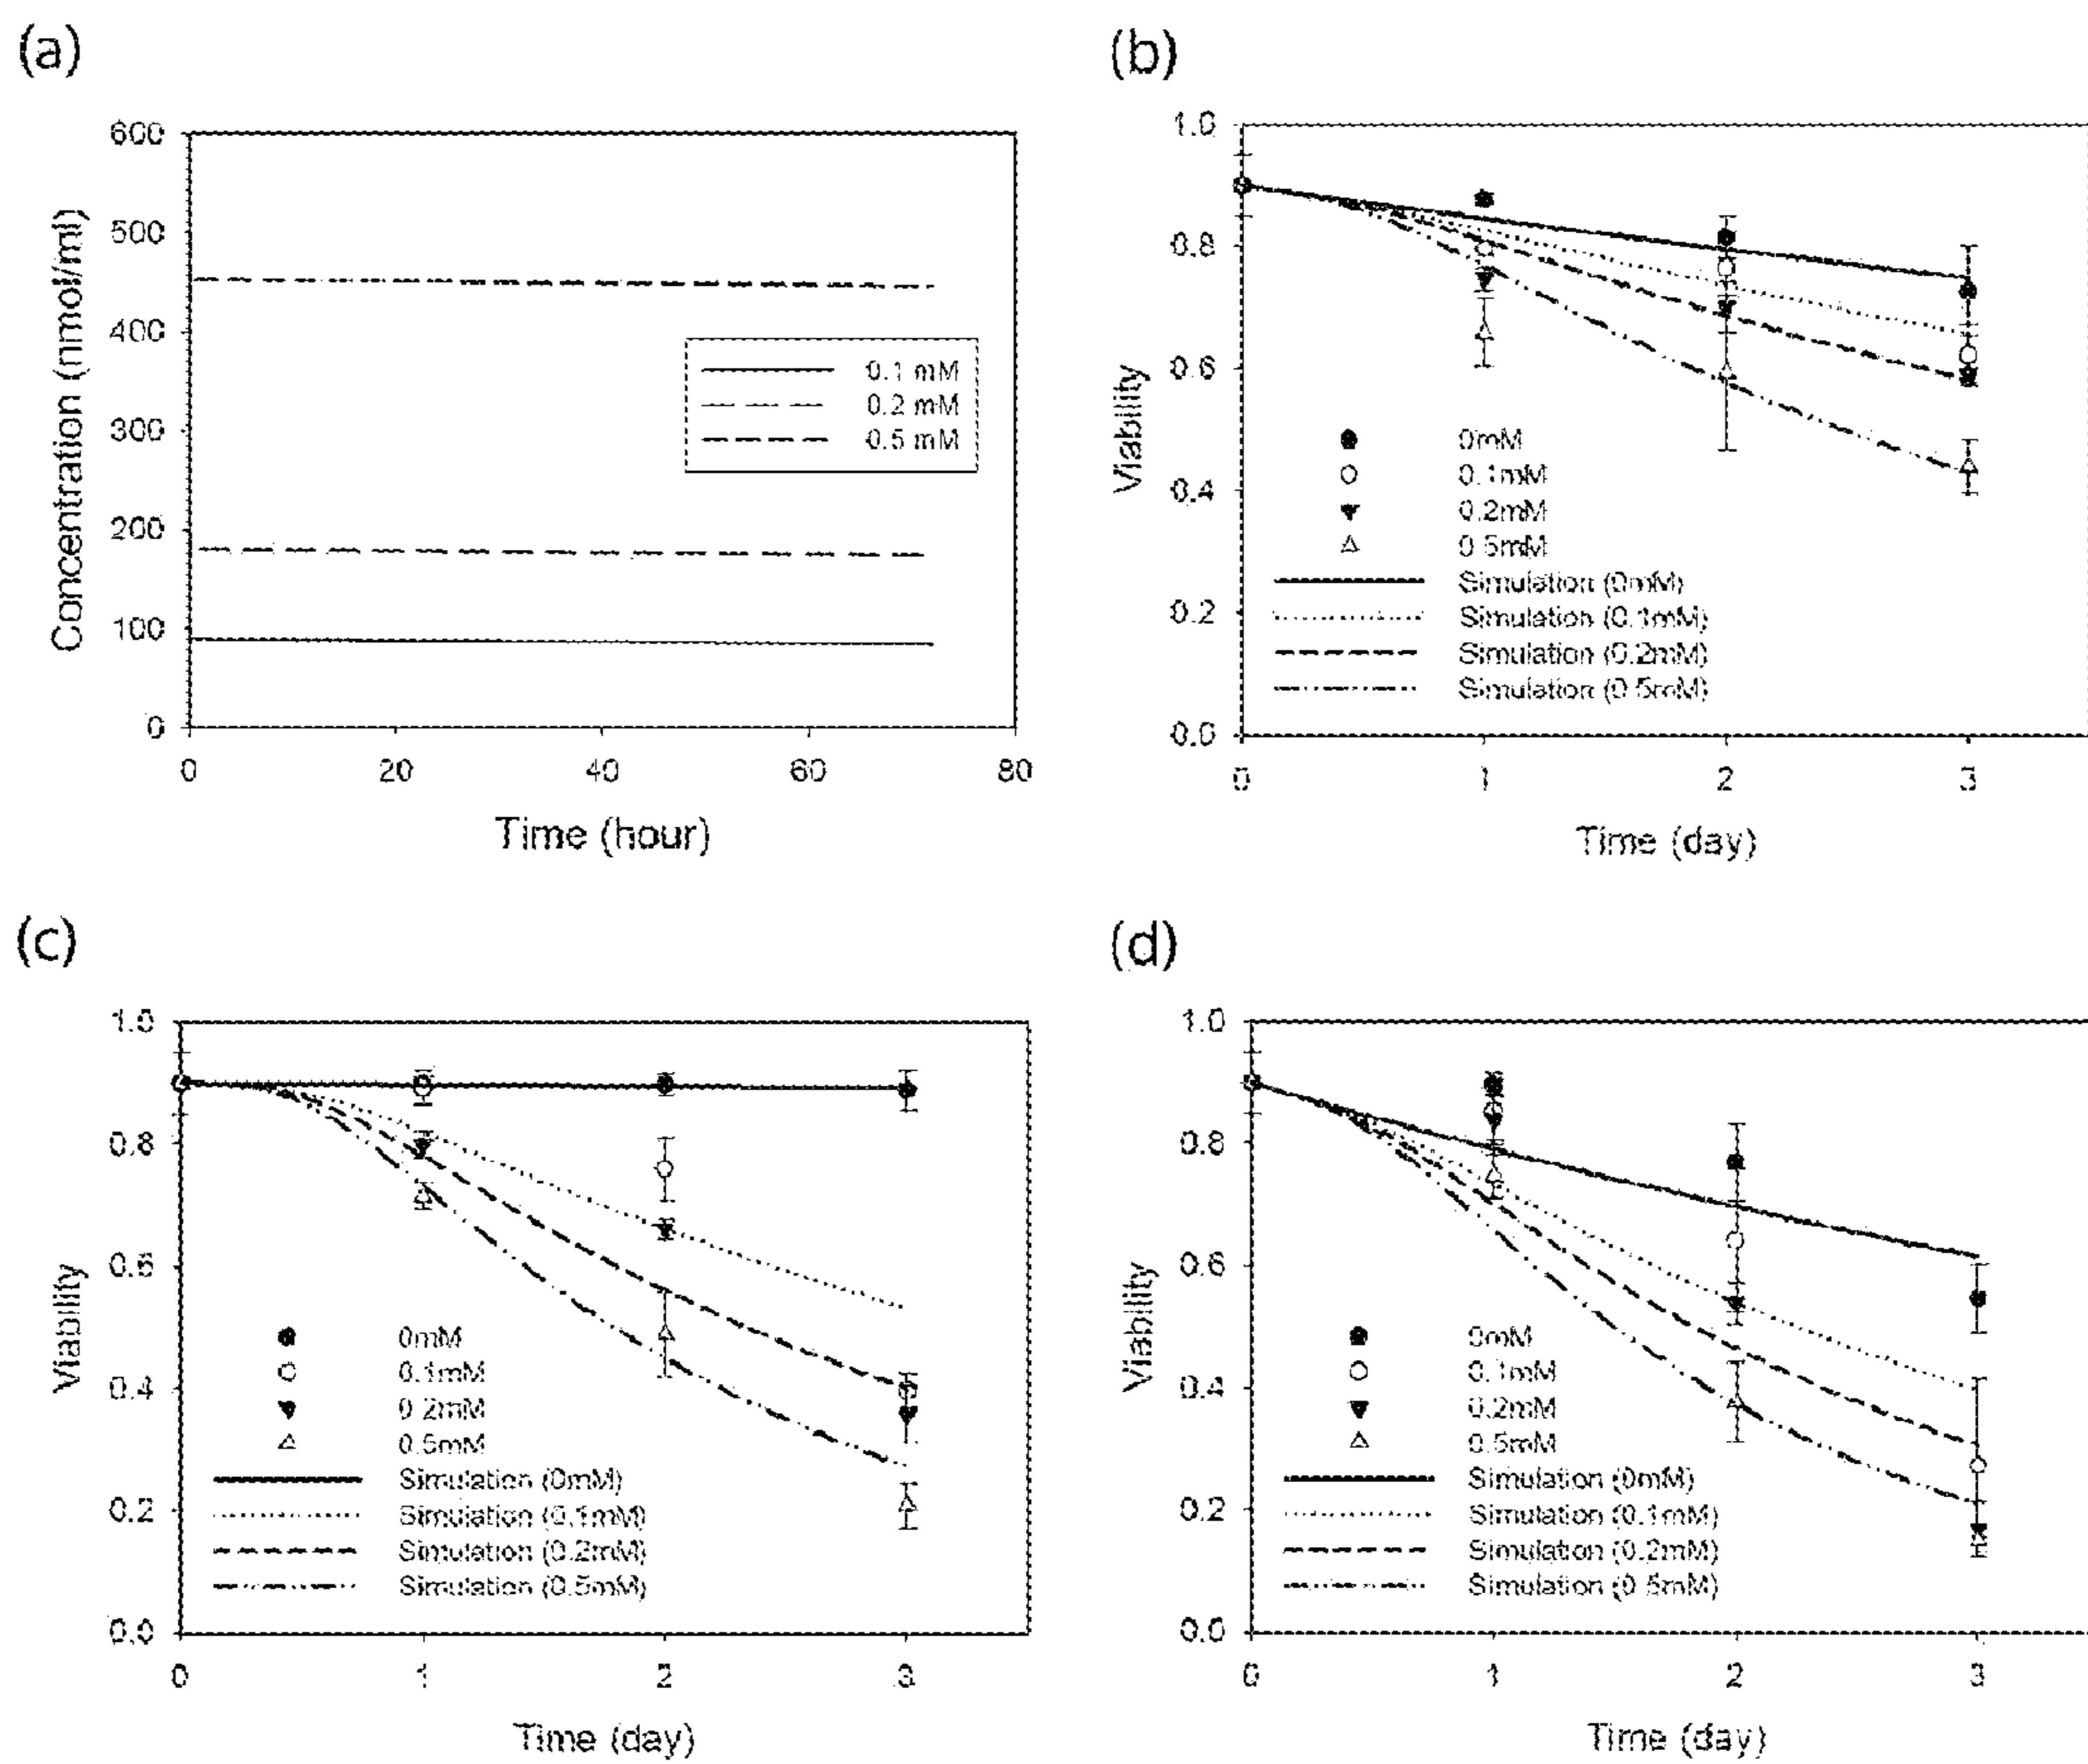 (a)
600
500
400
300
200
100
0
Concentration (nmol/ml)
0.1 mM
0.2 mM
0.5 mM
0 20 40 60 80
Time (hour)
(b)
1.0
0.8
0.6
0.4
0.2
0.0
Viability
0mM
0.1mM
0.2mM
0.5mM
Simulation (0mM)
Simulation (0.1mM)
Simulation (0.2mM)
Simulation (0.5mM)
0 1 2 3
Time (day)
(c)
1.0
0.8
0.6
0.4
0.2
0.0
Viability
0mM
0.1mM
0.2mM
0.5mM
Simulation (0mM)
Simulation (0.1mM)
Simulation (0.2mM)
Simulation (0.5mM)
0 1 2 3
Time (day)
(d)
1.0
0.8
0.6
0.4
0.2
0.0
Viability
0mM
0.1mM
0.2mM
0.5mM
Simulation (0mM)
Simulation (0.1mM)
Simulation (0.2mM)
Simulation (0.5mM)
0 1 2 3
Time (day)